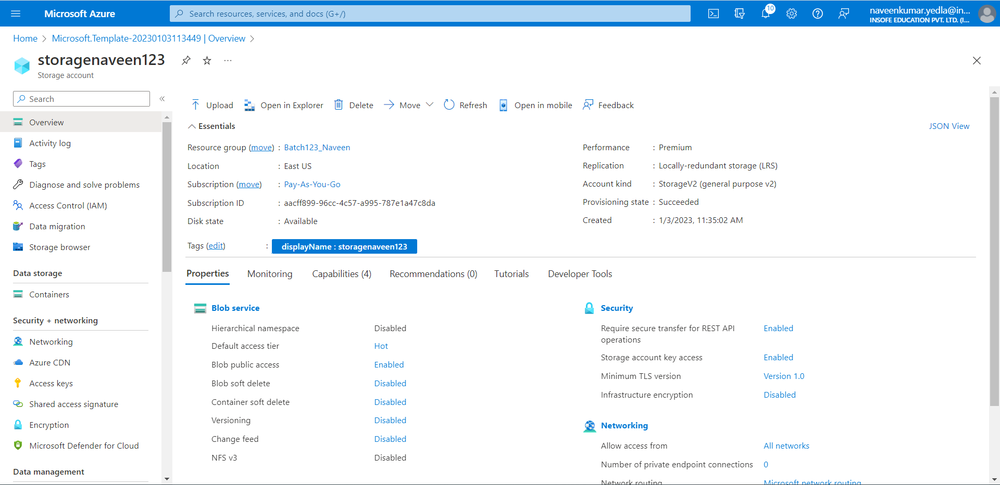 Microsoft Azure
Search resources, services, and docs (G+/)
10
naveenkumar.yedla@in...
INSOFE EDUCATION PVT. LTD. (I...
Home > Microsoft.Template-20230103113449 | Overview >
storagenaveen123
Storage account
Search
Overview
Activity log
Tags
Diagnose and solve problems
Access Control (IAM)
Data migration
Storage browser
Data storage
Containers
Security + networking
Networking
Azure CDN
Access keys
Shared access signature
Encryption
Microsoft Defender for Cloud
Data management
Upload Open in Explorer Delete Move Refresh Open in mobile Feedback
Essentials
JSON View
Resource group (move) : Batch123_Naveen
Location : East US
Subscription (move) : Pay-As-You-Go
Subscription ID : aacff899-96cc-4c57-a995-787e1a47c8da
Disk state : Available
Performance : Premium
Replication : Locally-redundant storage (LRS)
Account kind : StorageV2 (general purpose v2)
Provisioning state : Succeeded
Created : 1/3/2023, 11:35:02 AM
Tags (edit) : displayName : storagenaveen123
Properties Monitoring Capabilities (4) Recommendations (0) Tutorials Developer Tools
Blob service
Hierarchical namespace Disabled
Default access tier Hot
Blob public access Enabled
Blob soft delete Disabled
Container soft delete Disabled
Versioning Disabled
Change feed Disabled
NFS v3 Disabled
Security
Require secure transfer for REST API Enabled
operations
Storage account key access Enabled
Minimum TLS version Version 1.0
Infrastructure encryption Disabled
Networking
Allow access from All networks
Number of private endpoint connections 0
Network routing Microsoft network routing